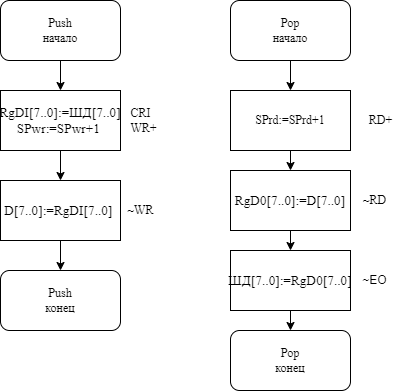 Push
начало
RgDI[7..0]:=ШД[7..0]
SPwr:=SPwr+1
CRI
WR+
D[7..0]:=RgDI[7..0]
~WR
Push
конец
Pop
начало
SPrd:=SPrd+1
RD+
RgD0[7..0]:=D[7..0]
~RD
ШД[7..0]:=RgD0[7..0]
~EO
Pop
конец